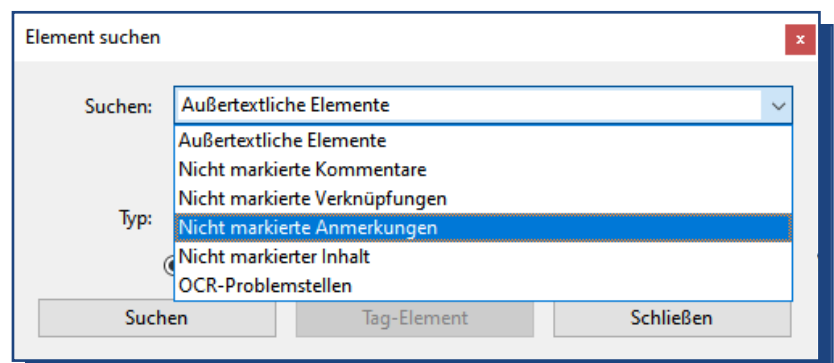 Element suchen
x
Suchen:
Außertextliche Elemente
Außertextliche Elemente
Nicht markierte Kommentare
Nicht markierte Verknüpfungen
Typ:
Nicht markierte Anmerkungen
Nicht markierter Inhalt
OCR-Problemstellen
Suchen Tag-Element Schließen